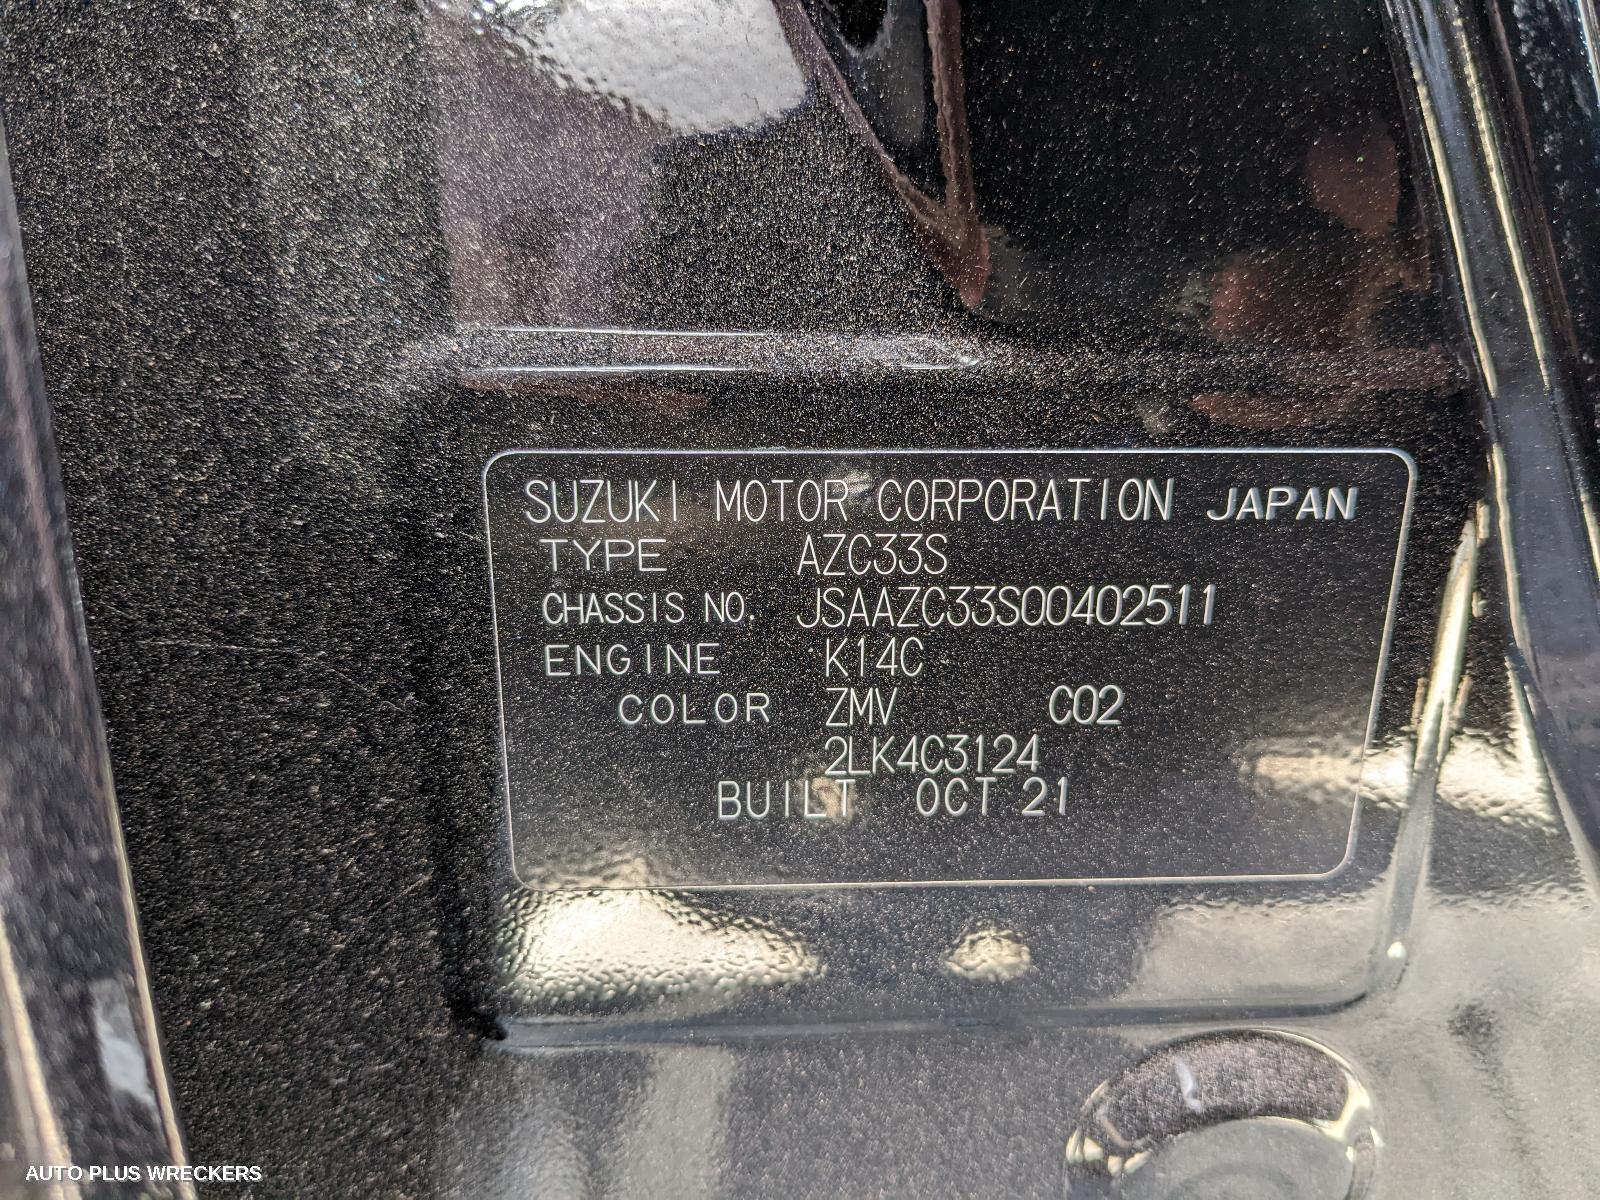 SUZUKI MOTOR CORPORATION JAPAN
TYPE AZC33S
CHASSIS NO. JSAAZC33S00402511
ENGINE K14C
COLOR ZMV C02
2LK4C3124
BUILT OCT 21
AUTO PLUS WRECKERS